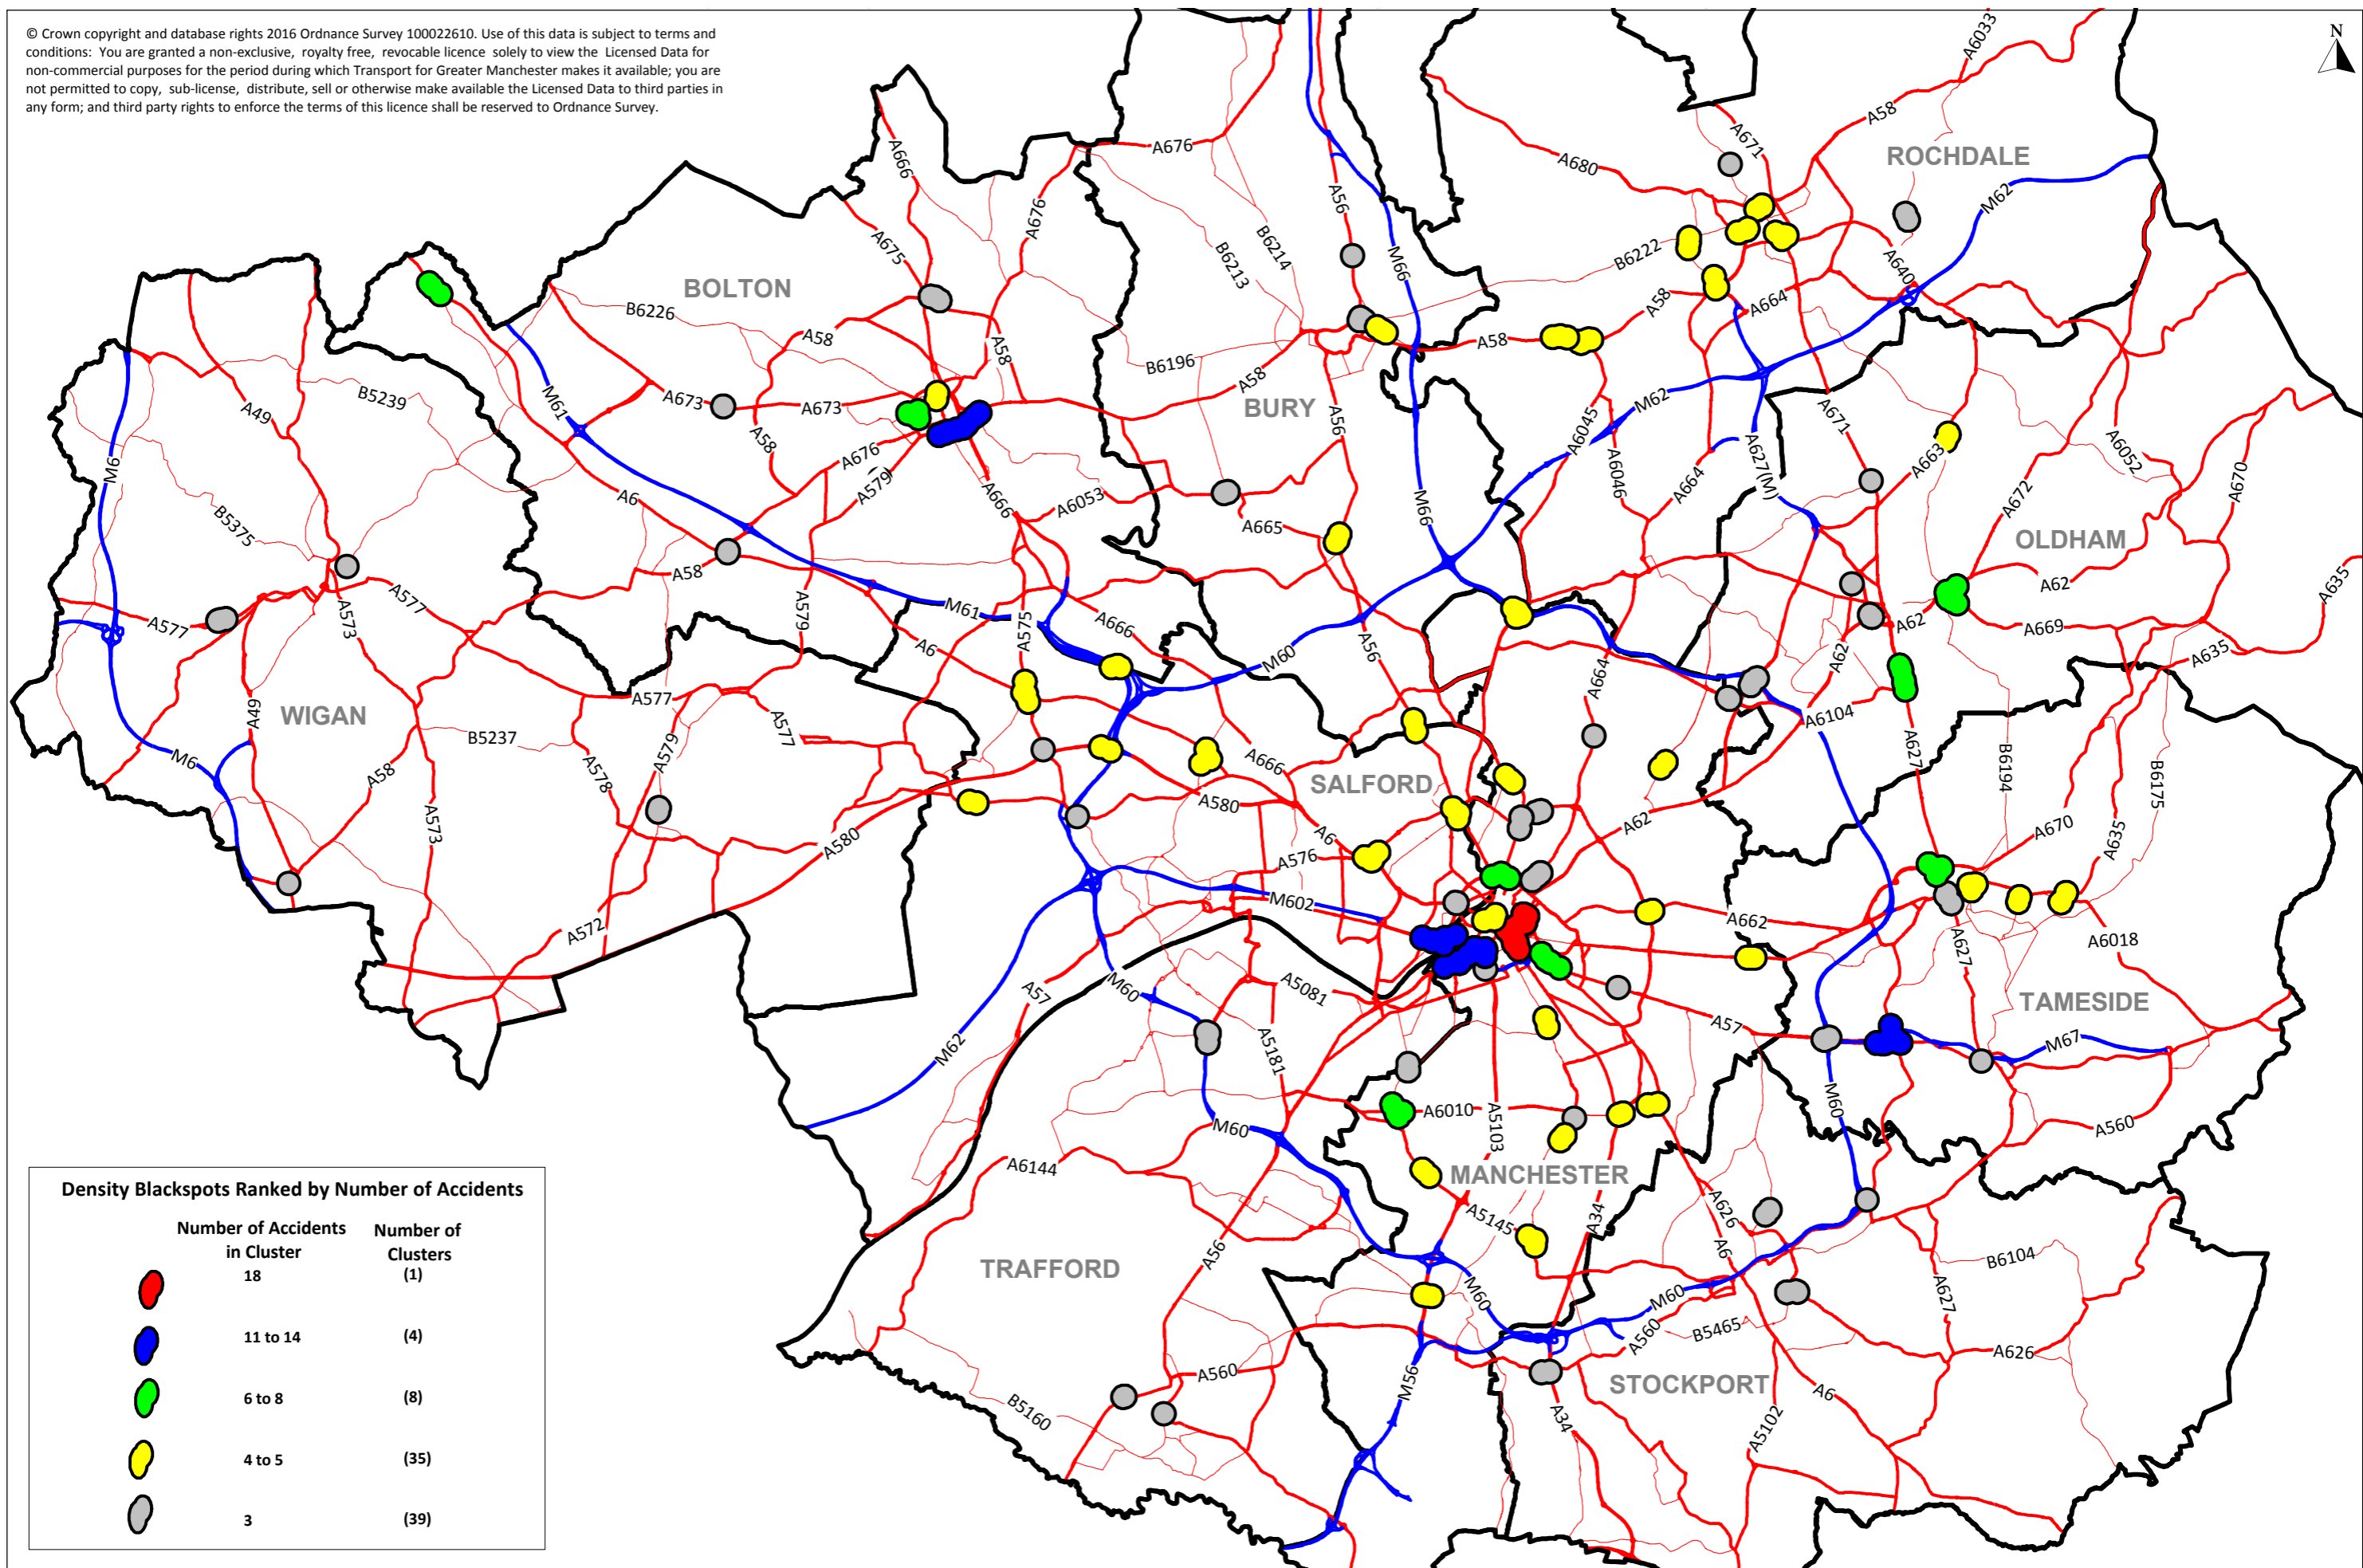 © Crown copyright and database rights 2016 Ordnance Survey 100022610. Use of this data is subject to terms and
conditions: You are granted a non-exclusive, royalty free, revocable licence solely to view the Licensed Data for
non-commercial purposes for the period during which Transport for Greater Manchester makes it available; you are
not permitted to copy, sub-license, distribute, sell or otherwise make available the Licensed Data to third parties in
any form; and third party rights to enforce the terms of this licence shall be reserved to Ordnance Survey.
N
A6033
A58
A671
A676
A666
A680
ROCHDALE
A56
M62
A676
B6214
B6213
A675
M66
B6222
A640
BOLTON
B6226
A58
A58
A58
A664
A58
B6196
A58
B5239
M61
A673
A673
BURY
M62
A49
A56
A6045
A671
A58
A676
A663
A6052
M6
A579
A6046
A627(M)
A670
A6
A666
A6053
M66
A664
A672
B5375
A665
OLDHAM
A58
A62
A635
A577
A573
A579
M61
A577
A575
A666
A62
A669
A6
A56
M60
A62
A635
A664
A577
WIGAN
A49
A577
A6104
B5237
A579
A627
B6194
B6175
M6
A666
A58
A578
SALFORD
A580
A573
A62
A6
A670
A580
A635
A576
M602
A662
A572
A627
A6018
M60
A5081
A57
TAMESIDE
A57
M62
A5181
M67
M60
A6010
A5103
M60
A560
A6144
MANCHESTER
A626
A5145
A34
A56
A6
B6104
TRAFFORD
M60
M60
A627
A560
B5465
A626
A560
M56
STOCKPORT
A6
B5160
A34
A5102
Density Blackspots Ranked by Number of Accidents
Number of Accidents
in Cluster
Number of
Clusters
18 (1)
11 to 14 (4)
6 to 8 (8)
4 to 5 (35)
3 (39)